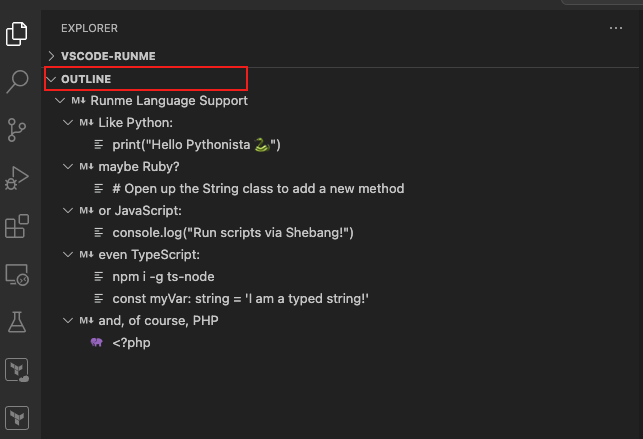 EXPLORER
VSCODE-RUNME
OUTLINE
M↓ Runme Language Support
M↓ Like Python:
print("Hello Pythonista 🐍")
M↓ maybe Ruby?
# Open up the String class to add a new method
M↓ or JavaScript:
console.log("Run scripts via Shebang!")
M↓ even TypeScript:
npm i -g ts-node
const myVar: string = 'I am a typed string!'
M↓ and, of course, PHP
<?php